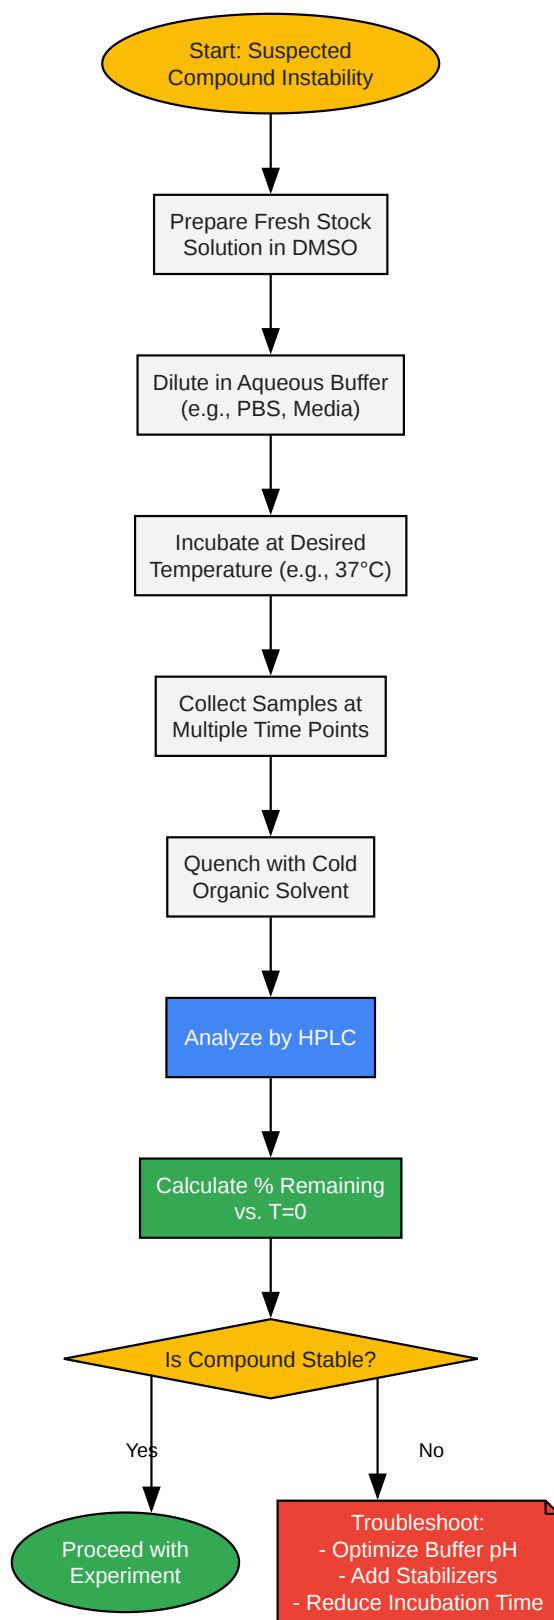 Start: Suspected
Compound Instability
Prepare Fresh Stock
Solution in DMSO
Dilute in Aqueous Buffer
(e.g., PBS, Media)
Incubate at Desired
Temperature (e.g., 37°C)
Collect Samples at
Multiple Time Points
Quench with Cold
Organic Solvent
Analyze by HPLC
Calculate % Remaining
vs. T=0
Is Compound Stable?
Yes
No
Proceed with
Experiment
Troubleshoot:
- Optimize Buffer pH
- Add Stabilizers
- Reduce Incubation Time